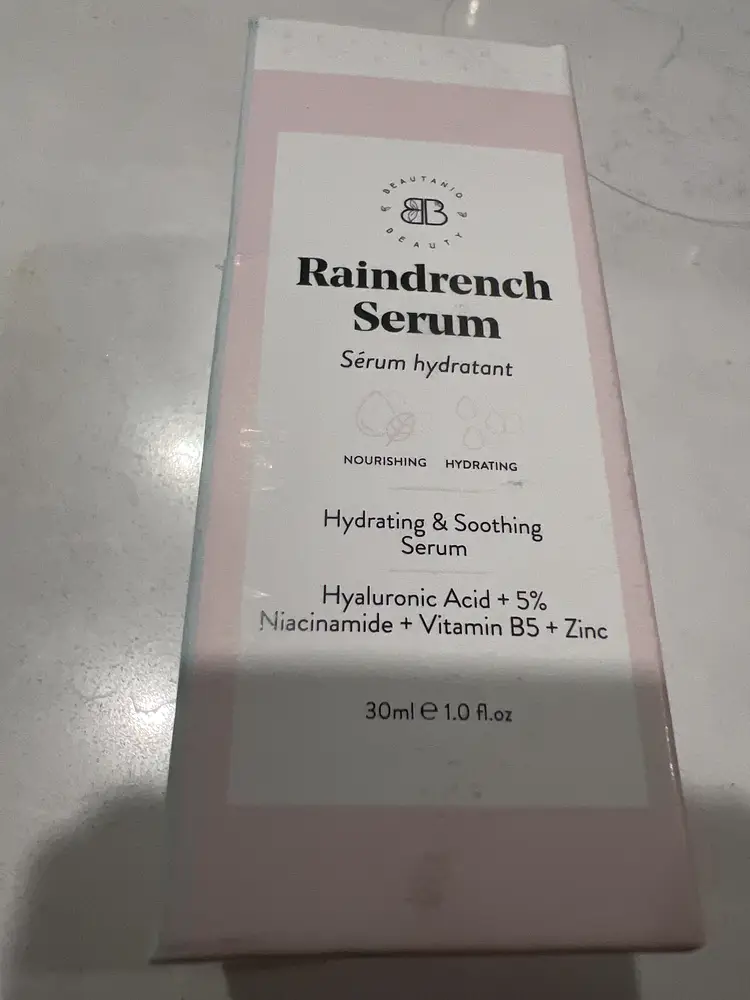 BEAUTANIQ
BB
BEAUTY
Raindrench
Serum
Sérum hydratant
NOURISHING HYDRATING
Hydrating & Soothing
Serum
Hyaluronic Acid + 5%
Niacinamide + Vitamin B5 + Zinc
30ml ℮ 1.0 fl.oz